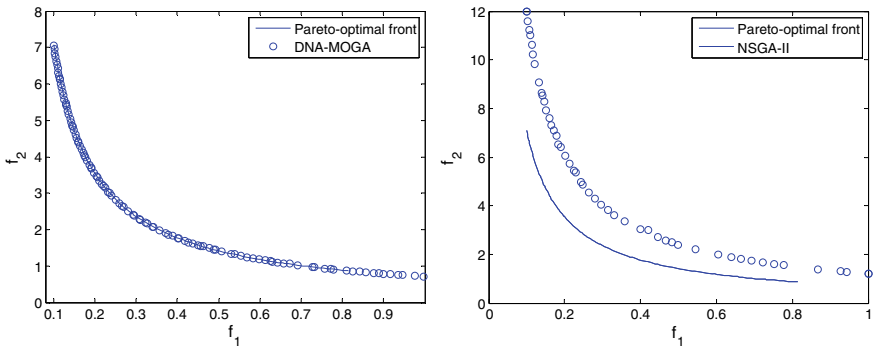 8
7
6
5
4
3
2
1
0
f2
0.1 0.2 0.3 0.4 0.5 0.6 0.7 0.8 0.9
f1
Pareto-optimal front
DNA-MOGA
12
10
8
6
4
2
0
f2
0 0.2 0.4 0.6 0.8 1
f1
Pareto-optimal front
NSGA-II